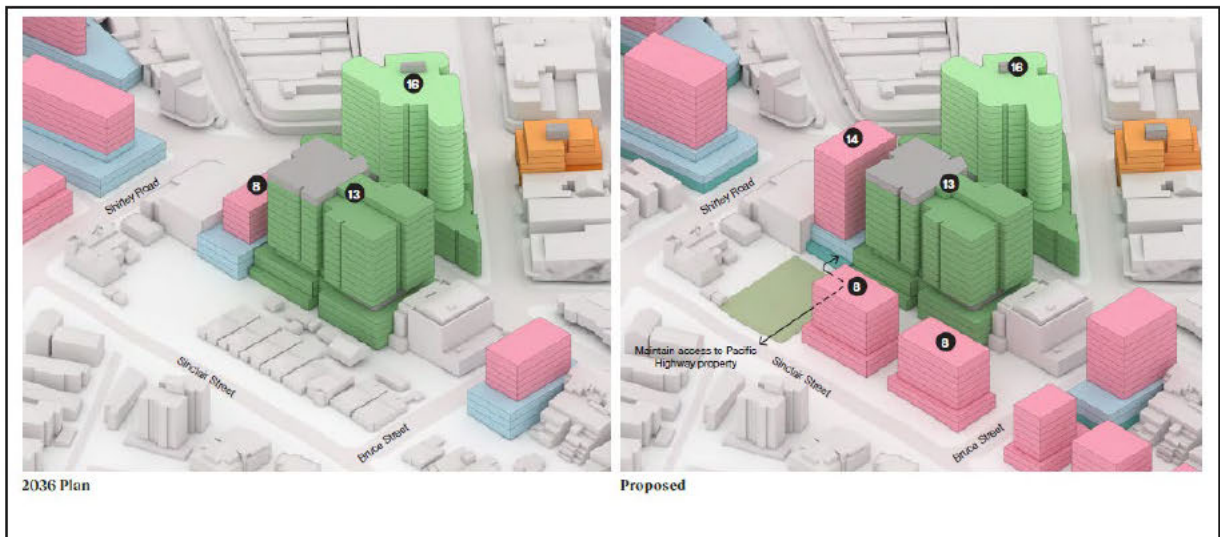 16
8
13
Shirley Road
Sinclair Street
Bruce Street
2036 Plan
16
14
13
Shirley Road
8
8
Maintain access to Pacific
Highway property
Sinclair Street
Bruce Street
Proposed